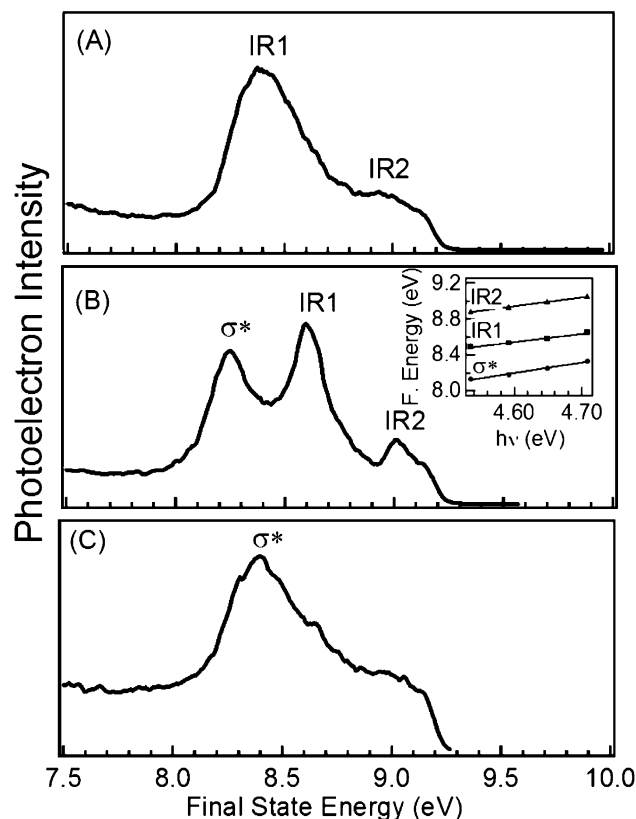 Photoelectron Intensity
(A)
IR1
IR2
(B)
σ*
IR1
IR2
F. Energy (eV)
9.2
8.8
8.4
8.0
IR2
IR1
σ*
4.60 4.70
hν (eV)
(C)
σ*
7.5 8.0 8.5 9.0 9.5 10.0
Final State Energy (eV)